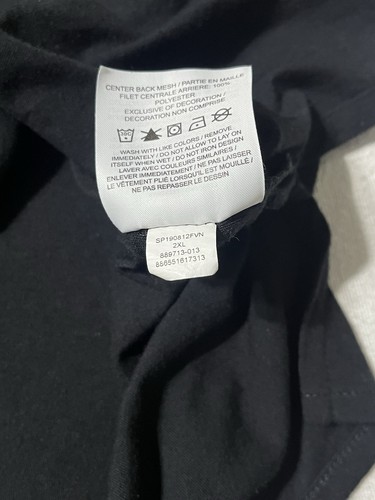 CENTER BACK MESH / PARTIE EN MAILLE
FILET CENTRALE ARRIÈRE: 100%
POLYESTER
EXCLUSIVE OF DECORATION /
DECORATION NON COMPRISE
WASH WITH LIKE COLORS / REMOVE
IMMEDIATELY / DO NOT ALLOW TO LAY ON
ITSELF WHEN WET / DO NOT IRON DESIGN
LAVER AVEC COULEURS SIMILAIRES /
ENLEVER IMMÉDIATEMENT / NE PAS LAISSER
LE VÊTEMENT PLIÉ LORSQU'IL EST MOUILLÉ /
NE PAS REPASSER LE DESSIN
SP190812FVN
2XL
889713-013
856551617313